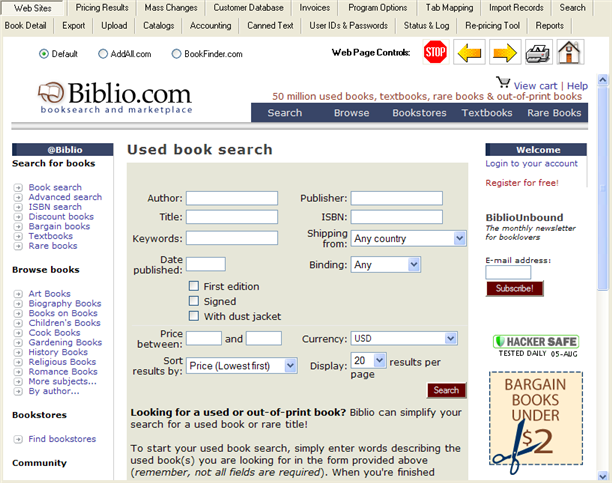 Web Sites Pricing Results Mass Changes Customer Database Invoices Program Options Tab Mapping Import Records Search
Book Detail Export Upload Catalogs Accounting Canned Text User IDs & Passwords Status & Log Re-pricing Tool Reports
Default AddAll.com BookFinder.com Web Page Controls: STOP
View cart | Help
Biblio.com
booksearch and marketplace
50 million used books, textbooks, rare books & out-of-print books
Search Browse Bookstores Textbooks Rare Books
@Biblio
Search for books
Book search
Advanced search
ISBN search
Discount books
Bargain books
Textbooks
Rare books
Browse books
Art Books
Biography Books
Books on Books
Children's Books
Cook Books
Gardening Books
History Books
Religious Books
Romance Books
More subjects...
By author...
Bookstores
Find bookstores
Community
Used book search
Author: Publisher:
Title: ISBN:
Keywords: Shipping from: Any country
Date published: Binding: Any
First edition
Signed
With dust jacket
Price between: and Currency: USD
Sort results by: Price (Lowest first) Display: 20 results per page
Search
Looking for a used or out-of-print book? Biblio can simplify your
search for a used book or rare title!
To start your used book search, simply enter words describing the
used book(s) you are looking for in the form provided above
(remember, not all fields are required). When you're finished
Welcome
Login to your account
Register for free!
BiblioUnbound
The monthly newsletter
for booklovers
E-mail address:
Subscribe!
HACKER SAFE
TESTED DAILY 05-AUG
BARGAIN
BOOKS
UNDER
$2